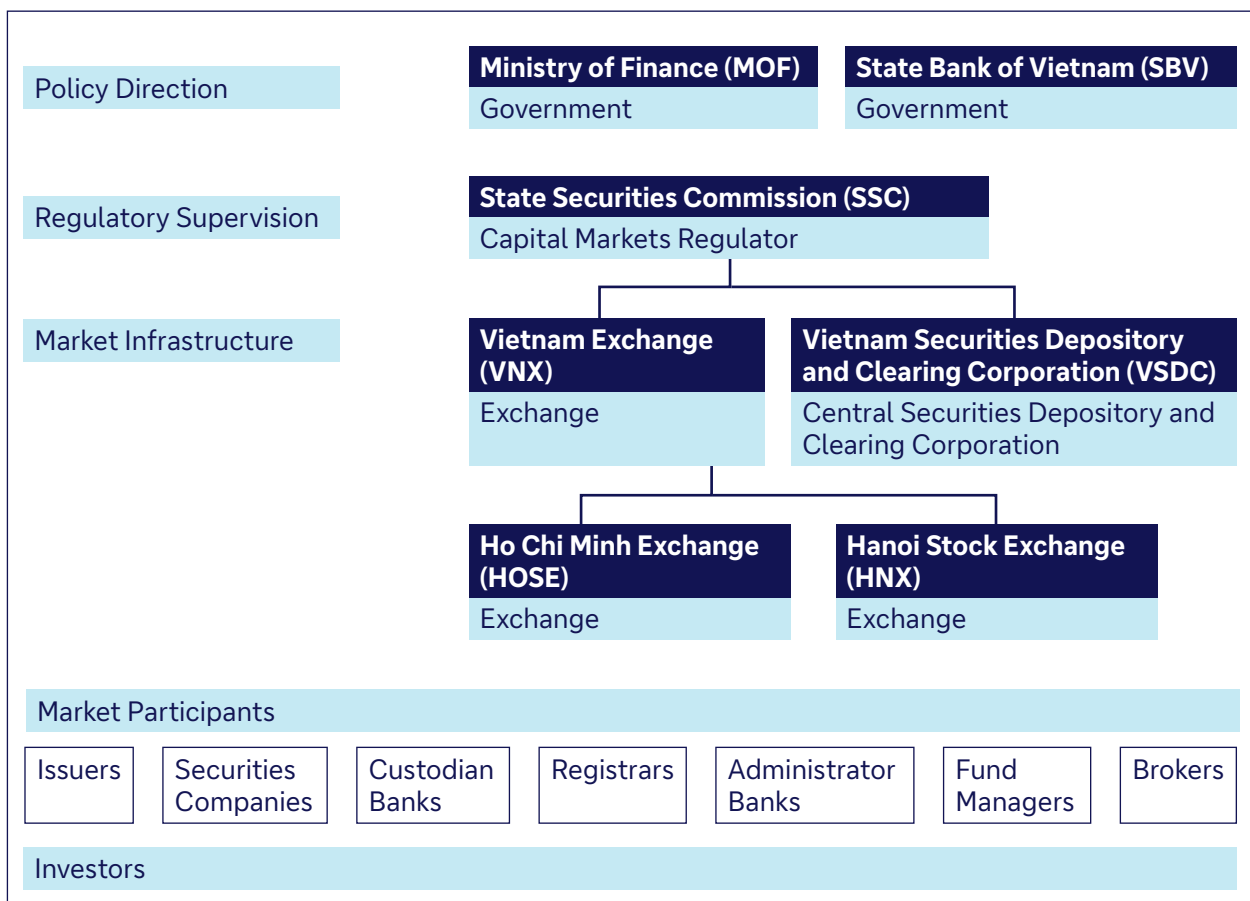 Policy Direction
Ministry of Finance (MOF)
Government
State Bank of Vietnam (SBV)
Government
Regulatory Supervision
State Securities Commission (SSC)
Capital Markets Regulator
Market Infrastructure
Vietnam Exchange
(VNX)
Exchange
Vietnam Securities Depository
and Clearing Corporation (VSDC)
Central Securities Depository and
Clearing Corporation
Ho Chi Minh Exchange
(HOSE)
Exchange
Hanoi Stock Exchange
(HNX)
Exchange
Market Participants
Issuers
Securities
Companies
Custodian
Banks
Registrars
Administrator
Banks
Fund
Managers
Brokers
Investors